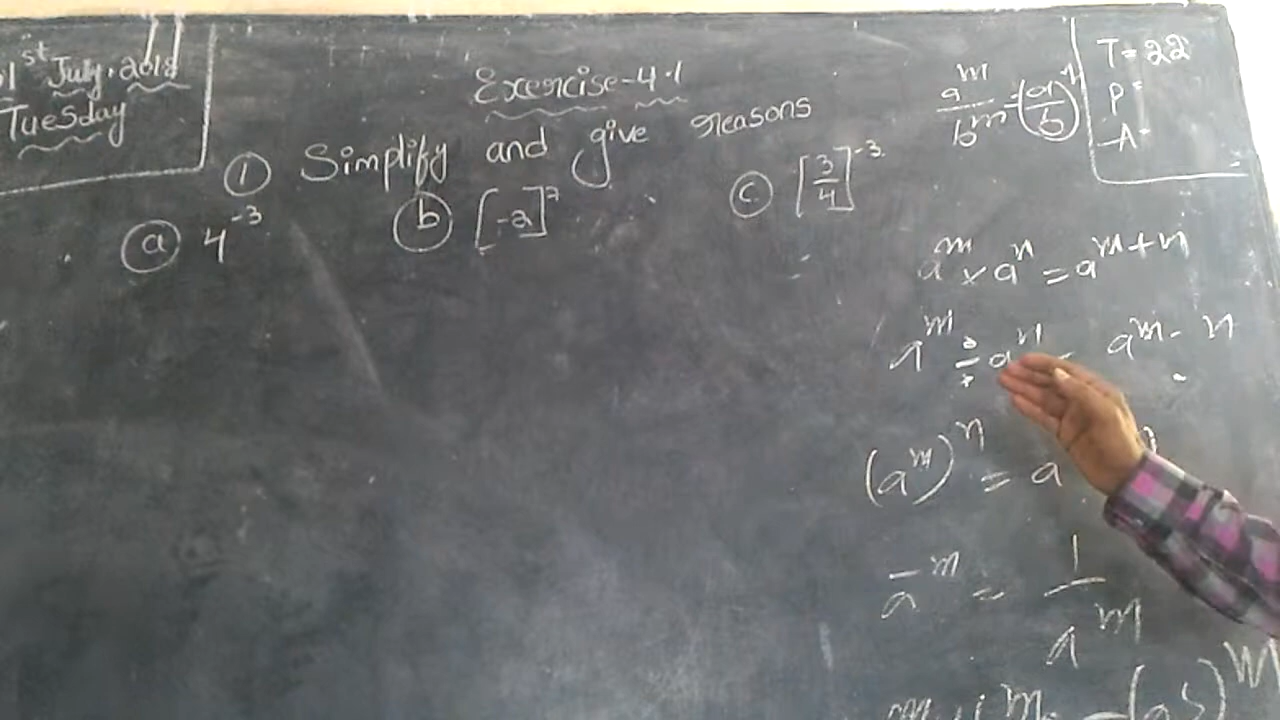 1st July. 2018
Tuesday
Exercise-4.1
① Simplify and give reasons
ⓐ 4^-3 ⓑ [-2]^7 ⓒ [3/4]^-3
a^m/b^m = (a/b)^m
T= 22
P=
A-
a^m × a^n = a^m+n
a^m ÷ a^n = a^m-n
(a^m)^n = a
a^-m = 1/a^m